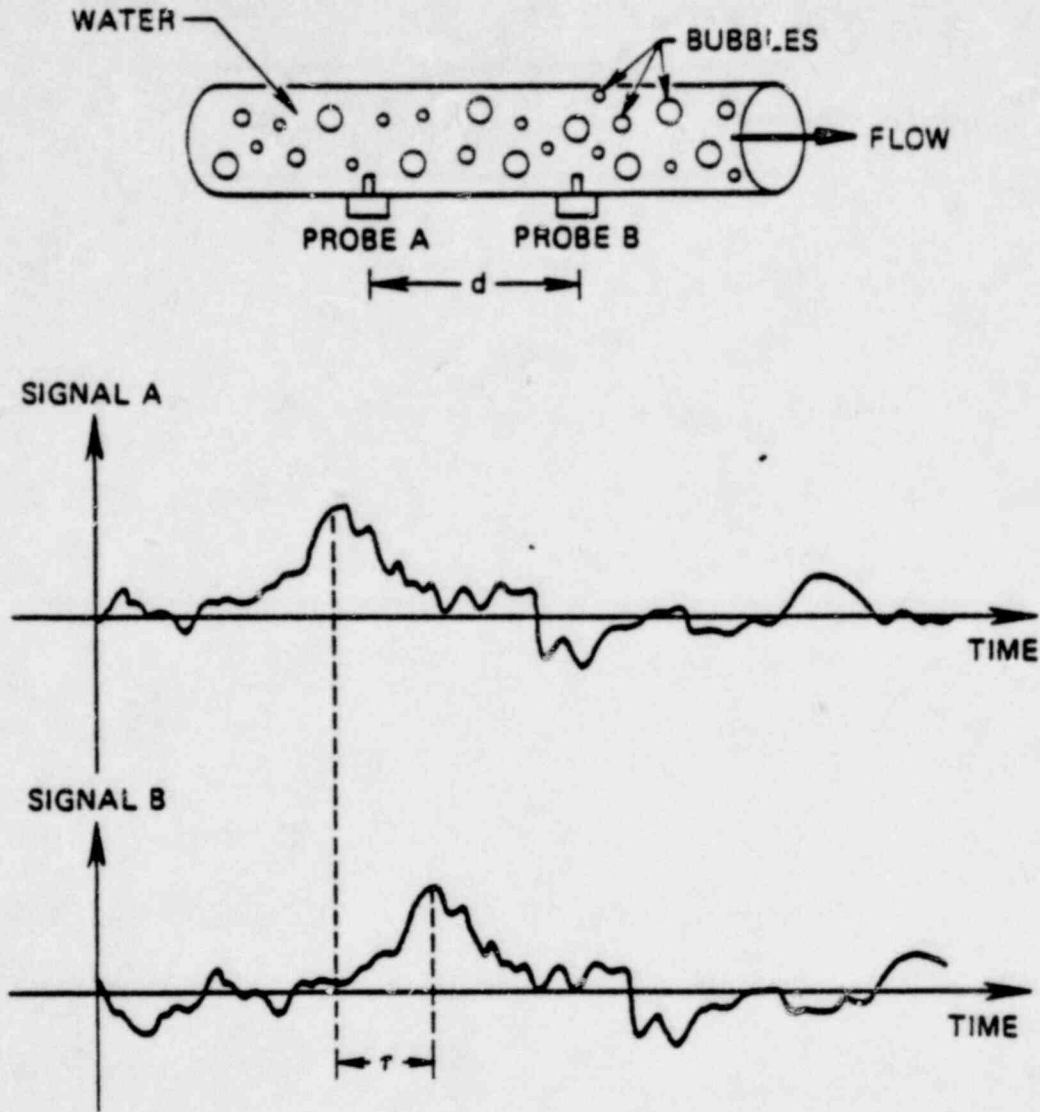 WATER
BUBBLES
FLOW
PROBE A PROBE B
d
SIGNAL A
TIME
SIGNAL B
TIME
τ